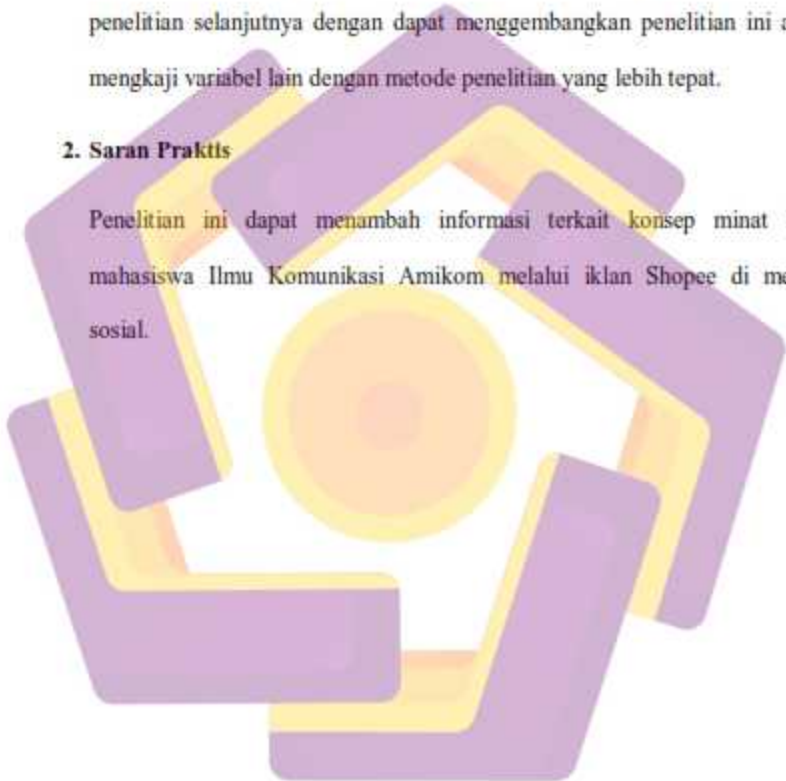 penelitian selanjutnya dengan dapat menggembangkan penelitian ini a
mengkaji variabel lain dengan metode penelitian yang lebih tepat.
2. Saran Praktis
Penelitian ini dapat menambah informasi terkait konsep minat
mahasiswa Ilmu Komunikasi Amikom melalui iklan Shopee di me
sosial.